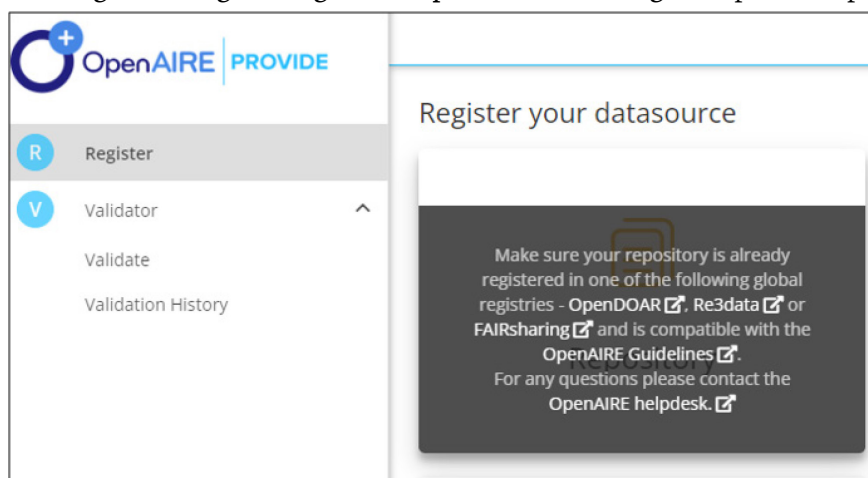 OpenAIRE PROVIDE
Register your datasource
R Register
V Validator
Validate
Validation History
Make sure your repository is already
registered in one of the following global
registries - OpenDOAR, Re3data or
FAIRsharing and is compatible with the
OpenAIRE Guidelines.
Repository
For any questions please contact the
OpenAIRE helpdesk.